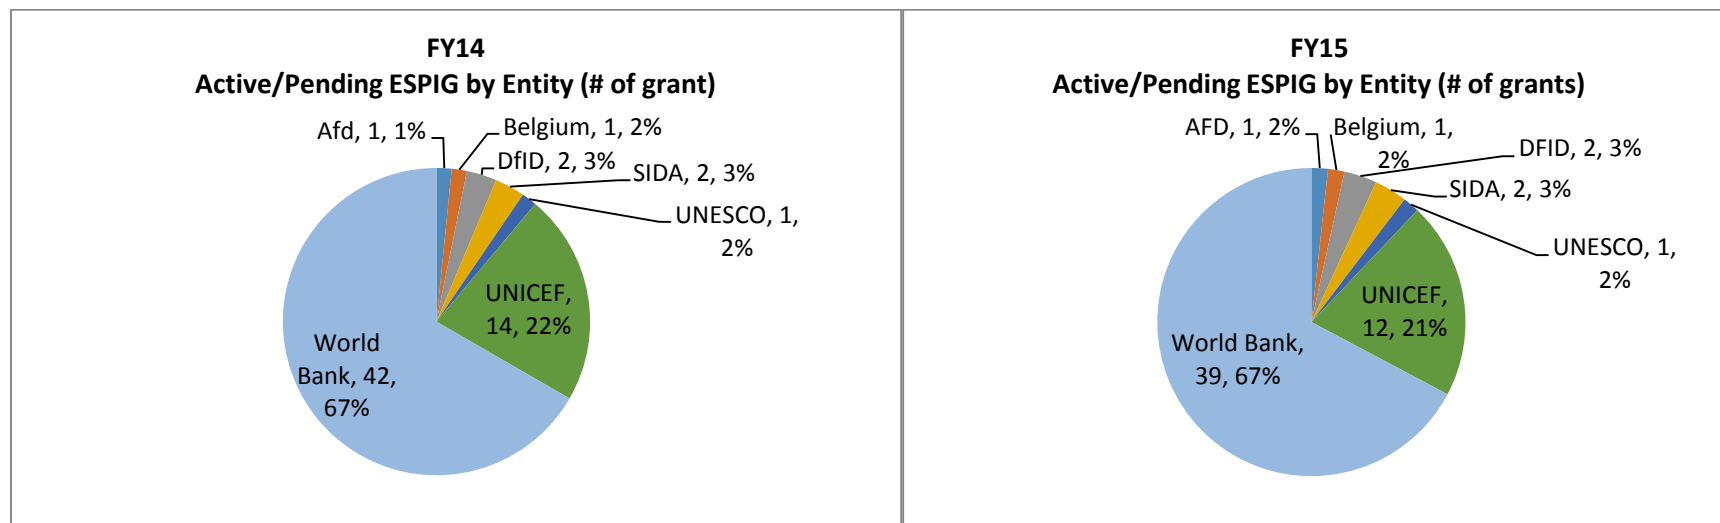 FY14
Active/Pending ESPIG by Entity (# of grant)
Afd, 1, 1%
Belgium, 1, 2%
DfID, 2, 3%
SIDA, 2, 3%
UNESCO, 1,
2%
UNICEF,
14, 22%
World
Bank, 42,
67%
FY15
Active/Pending ESPIG by Entity (# of grants)
AFD, 1, 2%
Belgium, 1,
2%
DFID, 2, 3%
SIDA, 2, 3%
UNESCO, 1,
2%
UNICEF,
12, 21%
World Bank,
39, 67%